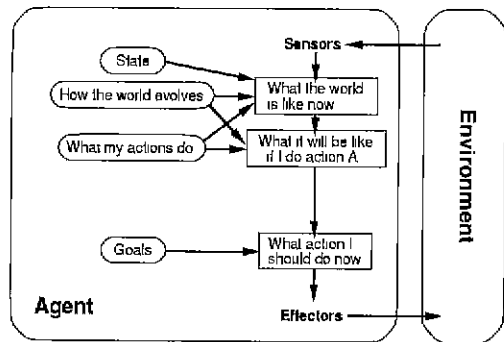 Sensors
State
How the world evolves
What the world
is like now
What my actions do
What it will be like
if I do action A
Goals
What action I
should do now
Agent
Effectors
Environment